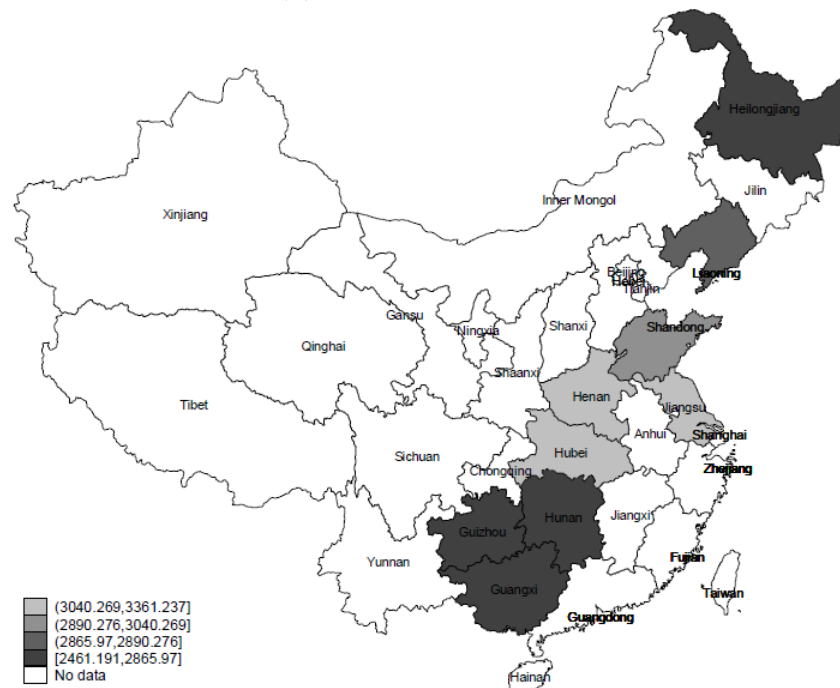 Heilongjiang
Jilin
Inner Mongol
Xinjiang
Liaoning
Beijing
Tianjin
Gansu
Ningxia
Shanxi
Shandong
Qinghai
Shaanxi
Tibet
Henan
Jiangsu
Anhui
Shanghai
Sichuan
Hubei
Chongqing
Zhejiang
Guizhou
Hunan
Jiangxi
Yunnan
Fujian
Guangxi
Taiwan
Guangdong
Hainan
(3040.269,3361.237]
(2890.276,3040.269]
(2865.97,2890.276]
[2461.191,2865.97]
No data